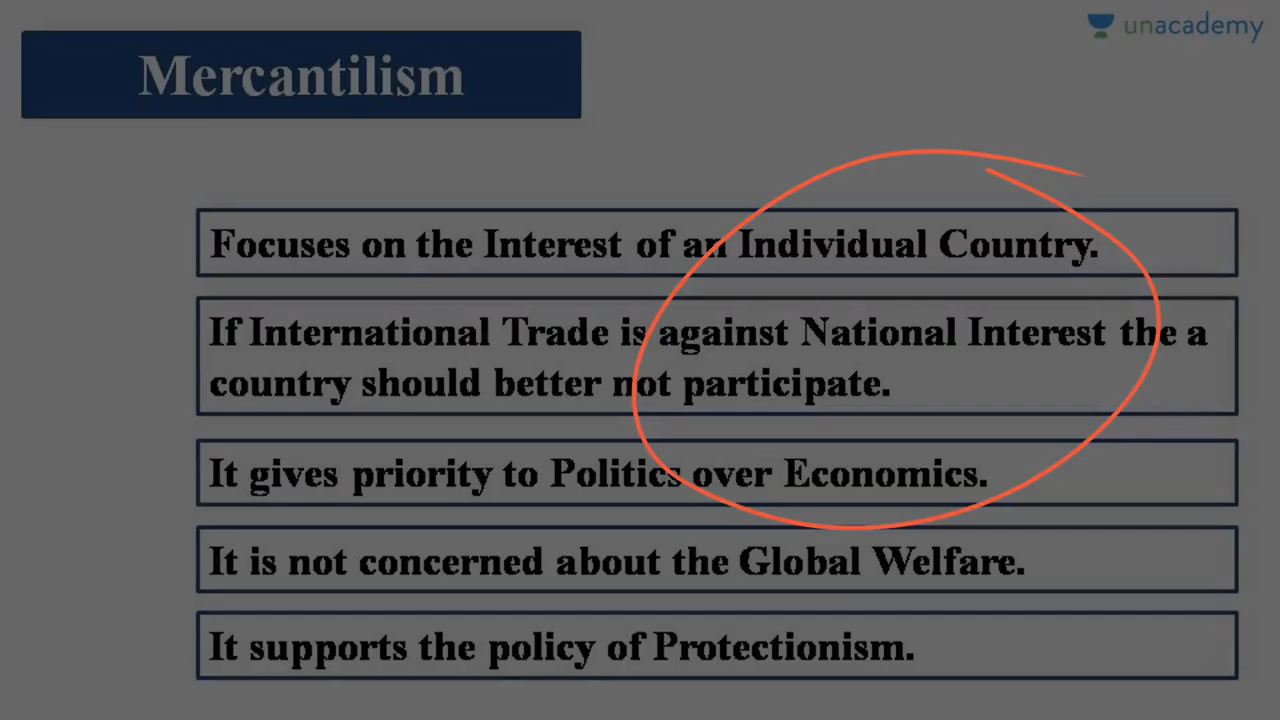 unacademy
Mercantilism
Focuses on the Interest of an Individual Country.
If International Trade is against National Interest the a
country should better not participate.
It gives priority to Politics over Economics.
It is not concerned about the Global Welfare.
It supports the policy of Protectionism.